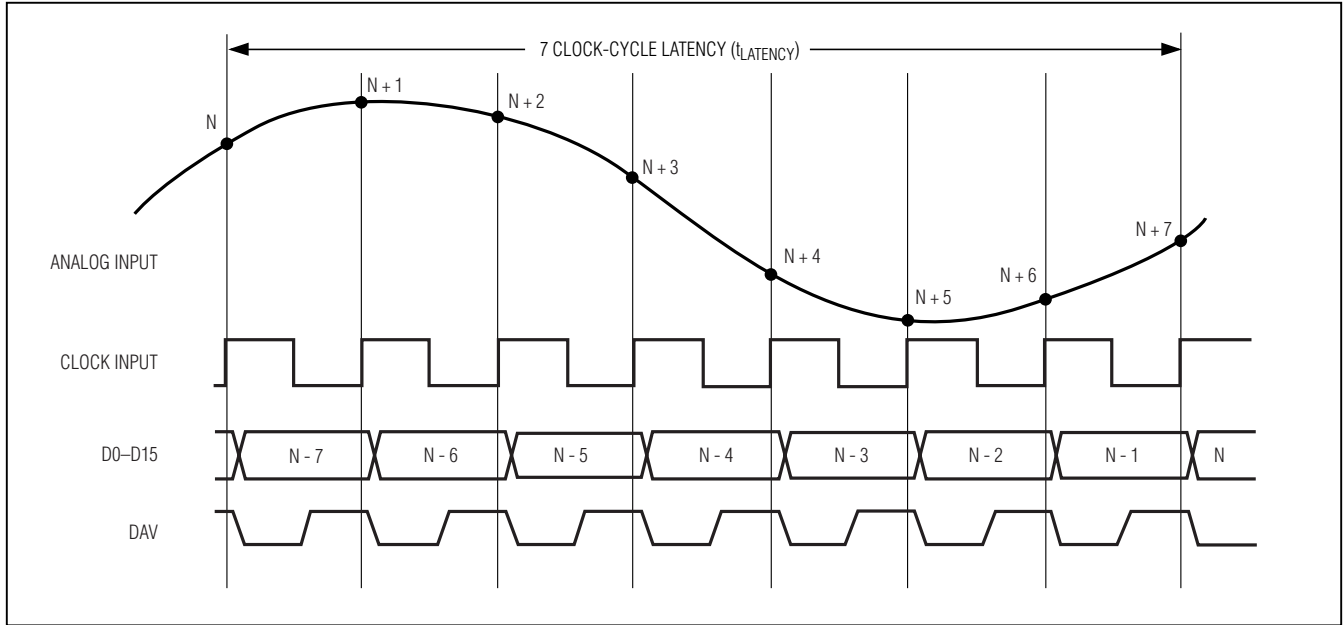 7 CLOCK-CYCLE LATENCY (tLATENCY)
N
N + 1
N + 2
N + 3
N + 4
N + 5
N + 6
N + 7
ANALOG INPUT
CLOCK INPUT
D0–D15
N - 7
N - 6
N - 5
N - 4
N - 3
N - 2
N - 1
N
DAV